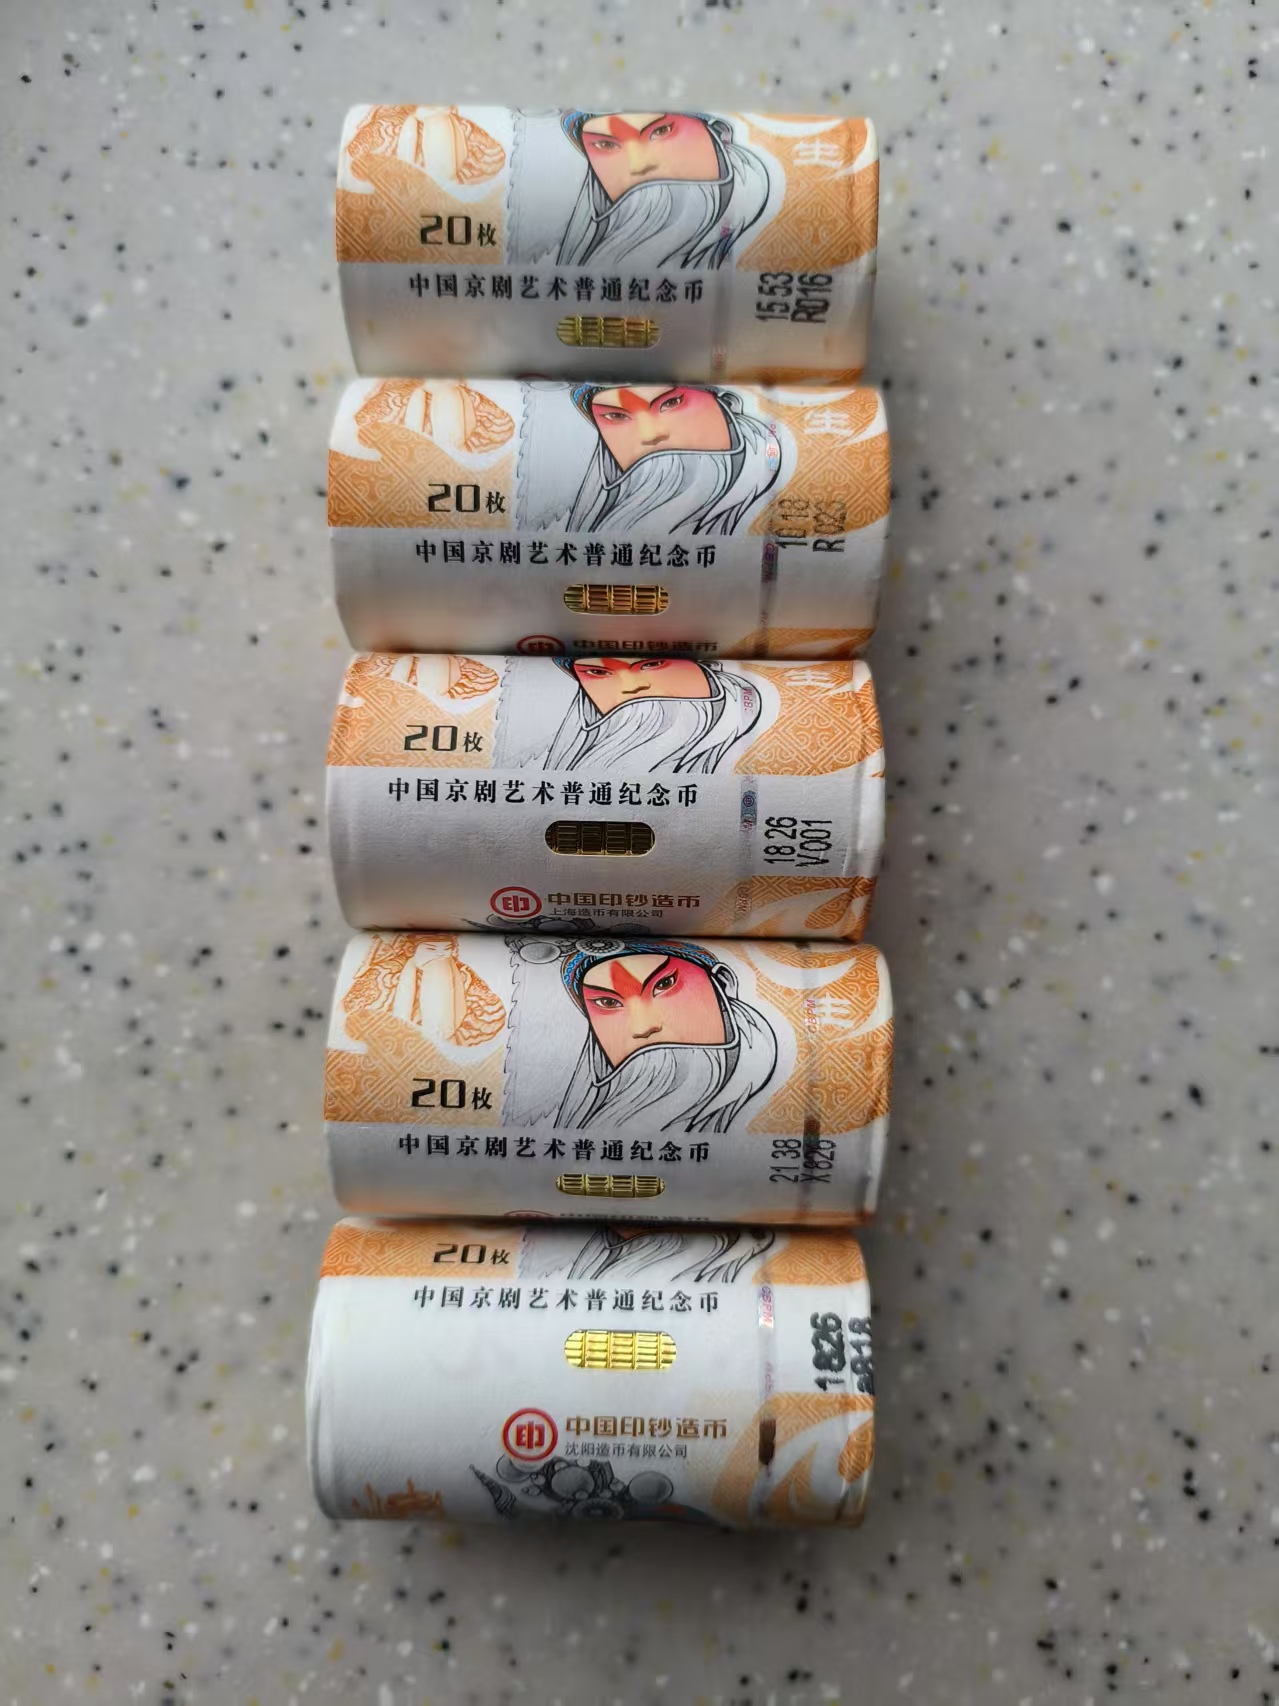 生
20枚
中国京剧艺术普通纪念币
15 53
R016
生
20枚
中国京剧艺术普通纪念币
10 18
R023
中国印钞造币
生
20枚
中国京剧艺术普通纪念币
18 26
V001
中国印钞造币
上海造币有限公司
生
20枚
中国京剧艺术普通纪念币
21 38
X826
20枚
中国京剧艺术普通纪念币
1826
中国印钞造币
沈阳造币有限公司